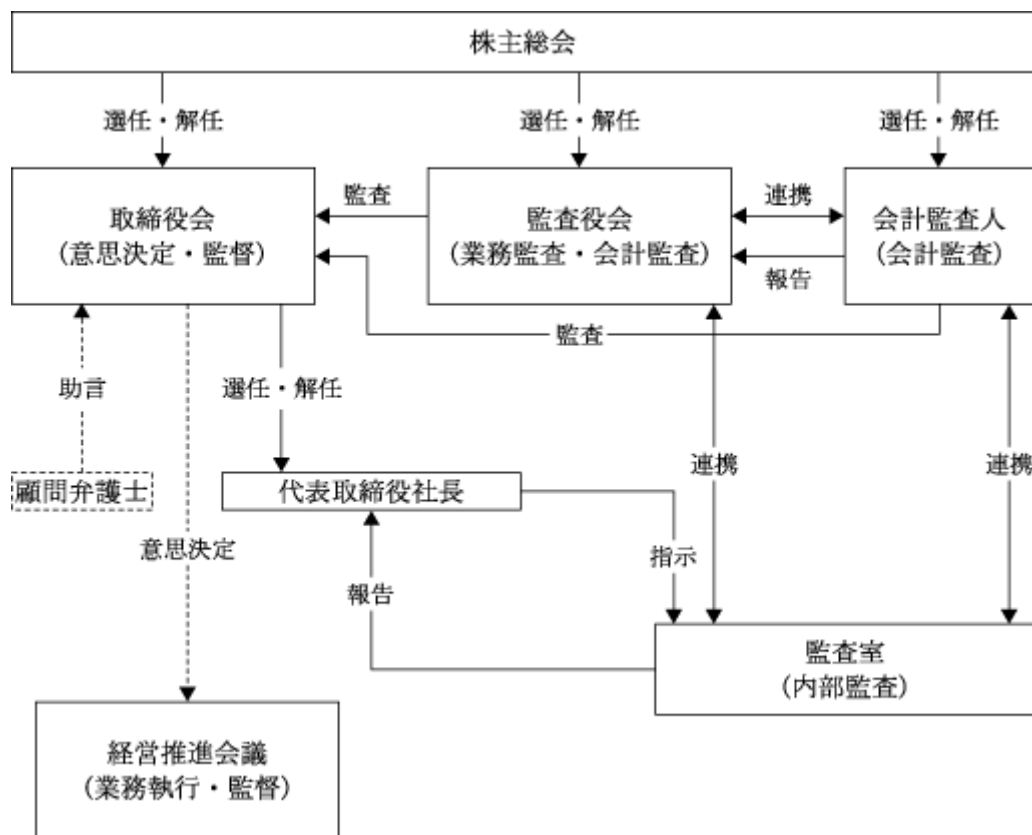 株主総会
選任・解任
選任・解任
選任・解任
取締役会
(意思決定・監督)
監査
監査役会
(業務監査・会計監査)
連携
報告
会計監査人
(会計監査)
監査
助言
選任・解任
顧問弁護士
代表取締役社長
連携
連携
意思決定
指示
報告
監査室
(内部監査)
経営推進会議
(業務執行・監督)